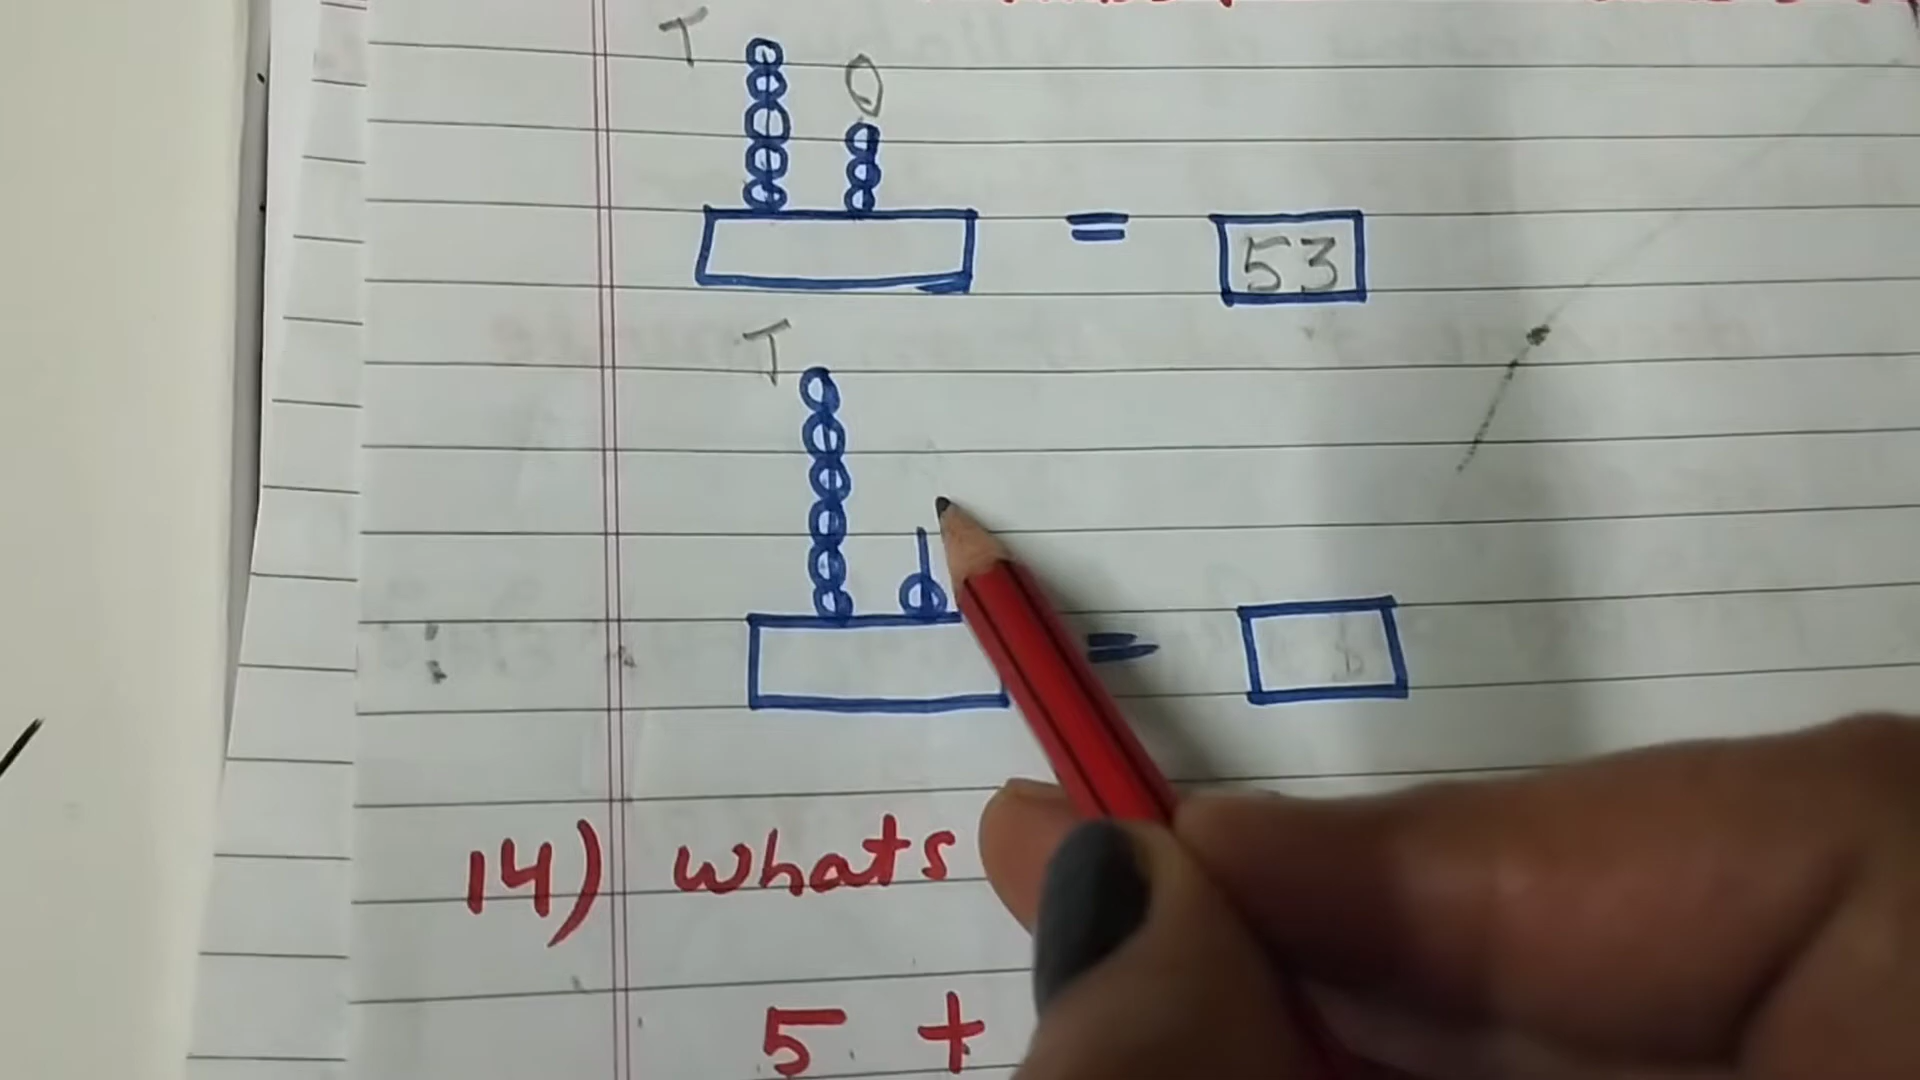 T
O
= 53
T
=
14) whats
5 +